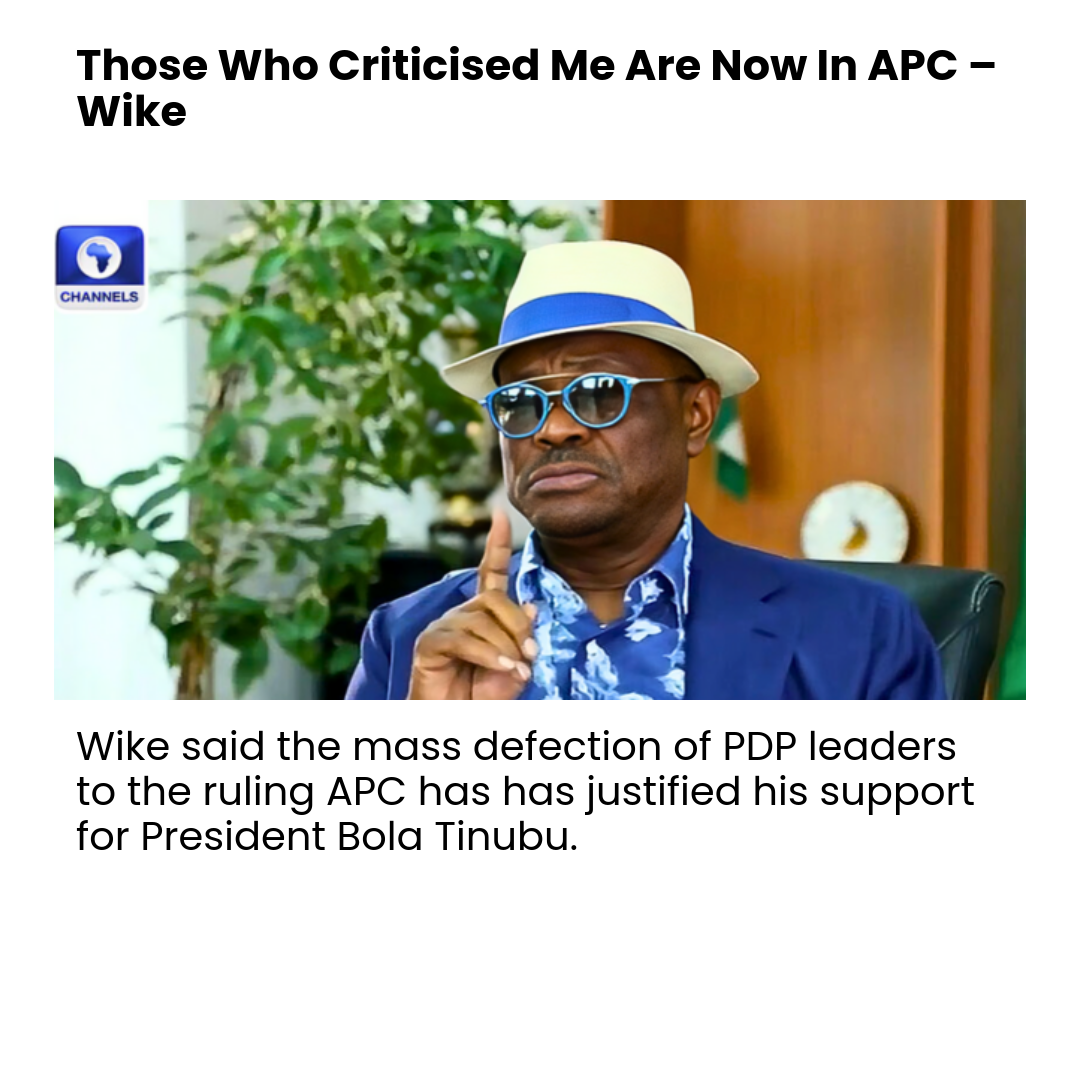 Those Who Criticised Me Are Now In APC –
Wike
CHANNELS
Wike said the mass defection of PDP leaders
to the ruling APC has has justified his support
for President Bola Tinubu.